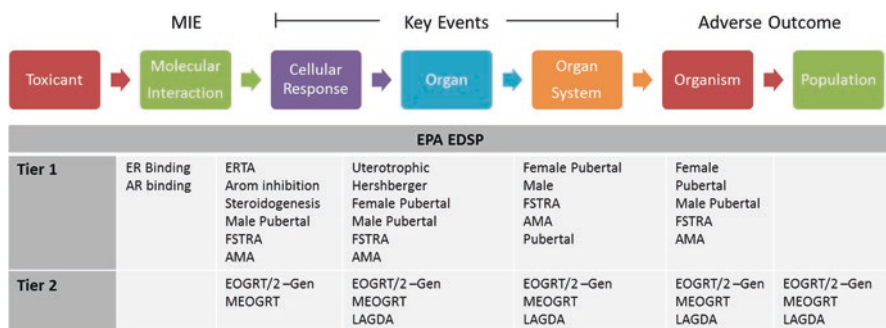 MIE
Key Events
Adverse Outcome
Toxicant
Molecular
Interaction
Cellular
Response
Organ
Organ
System
Organism
Population
EPA EDSP
Tier 1
ER Binding
AR binding
ERTA
Arom inhibition
Steroidogenesis
Male Pubertal
FSTRA
AMA
Uterotrophic
Hershberger
Female Pubertal
Male Pubertal
FSTRA
AMA
Female Pubertal
Male
FSTRA
AMA
Pubertal
Female
Pubertal
Male Pubertal
FSTRA
AMA
Tier 2
EOGRT/2 –Gen
MEOGRT
EOGRT/2 –Gen
MEOGRT
LAGDA
EOGRT/2 –Gen
MEOGRT
LAGDA
EOGRT/2 –Gen
MEOGRT
LAGDA
EOGRT/2 –Gen
MEOGRT
LAGDA